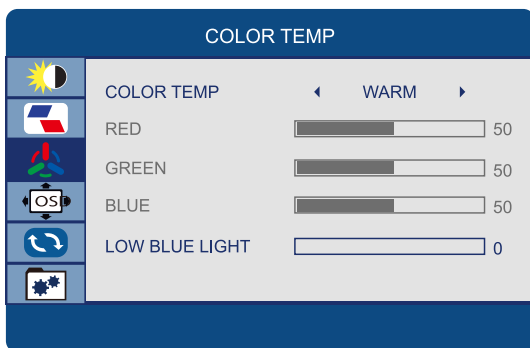 COLOR TEMP
COLOR TEMP WARM
RED 50
GREEN 50
BLUE 50
LOW BLUE LIGHT 0
OSD